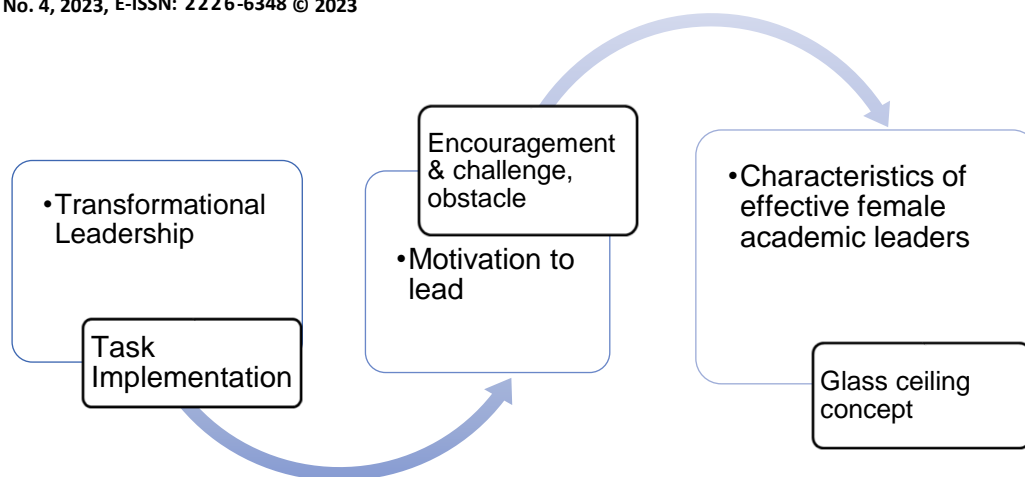 No. 4, 2023, E-ISSN: 2226-6348 © 2023
•Transformational
Leadership
Task
Implementation
Encouragement
& challenge,
obstacle
•Motivation to
lead
•Characteristics of
effective female
academic leaders
Glass ceiling
concept